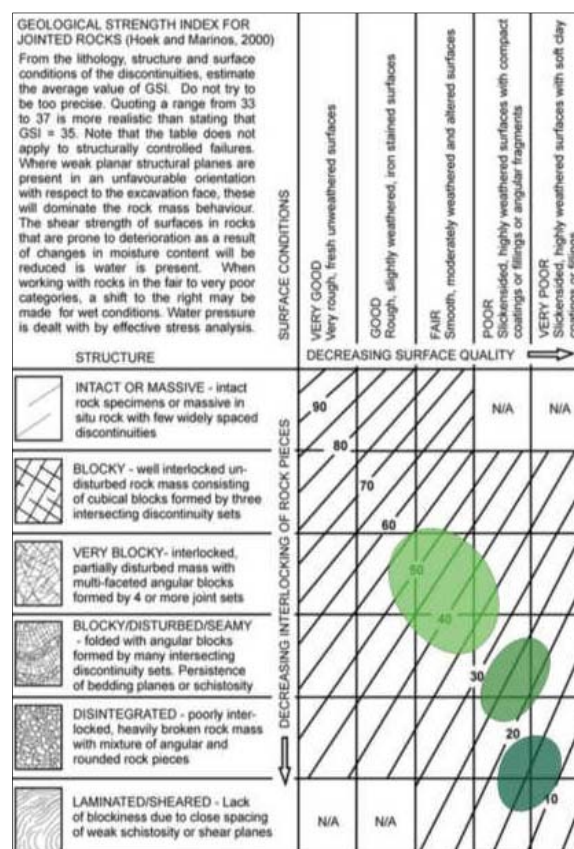 GEOLOGICAL STRENGTH INDEX FOR
JOINTED ROCKS (Hoek and Marinos, 2000)
From the lithology, structure and surface
conditions of the discontinuities, estimate
the average value of GSI. Do not try to
be too precise. Quoting a range from 33
to 37 is more realistic than stating that
GSI = 35. Note that the table does not
apply to structurally controlled failures.
Where weak planar structural planes are
present in an unfavourable orientation
with respect to the excavation face, these
will dominate the rock mass behaviour.
The shear strength of surfaces in rocks
that are prone to deterioration as a result
of changes in moisture content will be
reduced is water is present. When
working with rocks in the fair to very poor
categories, a shift to the right may be
made for wet conditions. Water pressure
is dealt with by effective stress analysis.
SURFACE CONDITIONS
VERY GOOD
Very rough, fresh unweathered surfaces
GOOD
Rough, slightly weathered, iron stained surfaces
FAIR
Smooth, moderately weathered and altered surfaces
POOR
Slickensided, highly weathered surfaces with compact
coatings or fillings or angular fragments
VERY POOR
Slickensided, highly weathered surfaces with soft clay
coatings or fillings
STRUCTURE
DECREASING SURFACE QUALITY
INTACT OR MASSIVE - intact
rock specimens or massive in
situ rock with few widely spaced
discontinuities
BLOCKY - well interlocked un-
disturbed rock mass consisting
of cubical blocks formed by three
intersecting discontinuity sets
VERY BLOCKY- interlocked,
partially disturbed mass with
multi-faceted angular blocks
formed by 4 or more joint sets
BLOCKY/DISTURBED/SEAMY
- folded with angular blocks
formed by many intersecting
discontinuity sets. Persistence
of bedding planes or schistosity
DISINTEGRATED - poorly inter-
locked, heavily broken rock mass
with mixture of angular and
rounded rock pieces
LAMINATED/SHEARED - Lack
of blockiness due to close spacing
of weak schistosity or shear planes
DECREASING INTERLOCKING OF ROCK PIECES
90
N/A
N/A
80
70
60
50
40
30
20
10
N/A
N/A